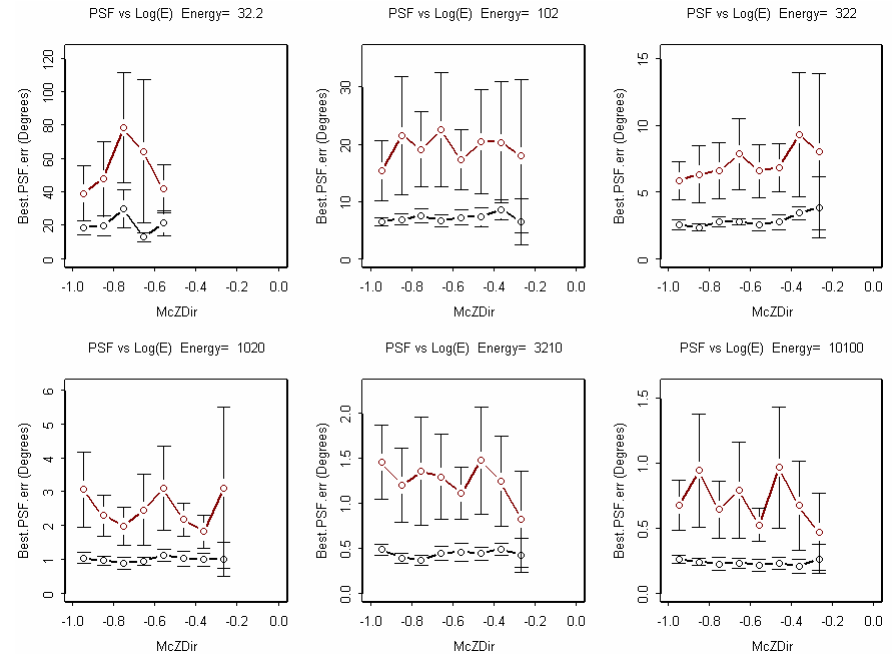 PSF vs Log(E) Energy= 32.2
PSF vs Log(E) Energy= 102
PSF vs Log(E) Energy= 322
Best.PSF.err (Degrees)
0 20 40 60 80 100 120
-1.0 -0.8 -0.6 -0.4 -0.2 0.0
McZDir
Best.PSF.err (Degrees)
0 10 20 30
-1.0 -0.8 -0.6 -0.4 -0.2 0.0
McZDir
Best.PSF.err (Degrees)
0 5 10 15
-1.0 -0.8 -0.6 -0.4 -0.2 0.0
McZDir
PSF vs Log(E) Energy= 1020
PSF vs Log(E) Energy= 3210
PSF vs Log(E) Energy= 10100
Best.PSF.err (Degrees)
0 1 2 3 4 5 6
-1.0 -0.8 -0.6 -0.4 -0.2 0.0
McZDir
Best.PSF.err (Degrees)
0.0 0.5 1.0 1.5 2.0
-1.0 -0.8 -0.6 -0.4 -0.2 0.0
McZDir
Best.PSF.err (Degrees)
0.0 0.5 1.0 1.5
-1.0 -0.8 -0.6 -0.4 -0.2 0.0
McZDir